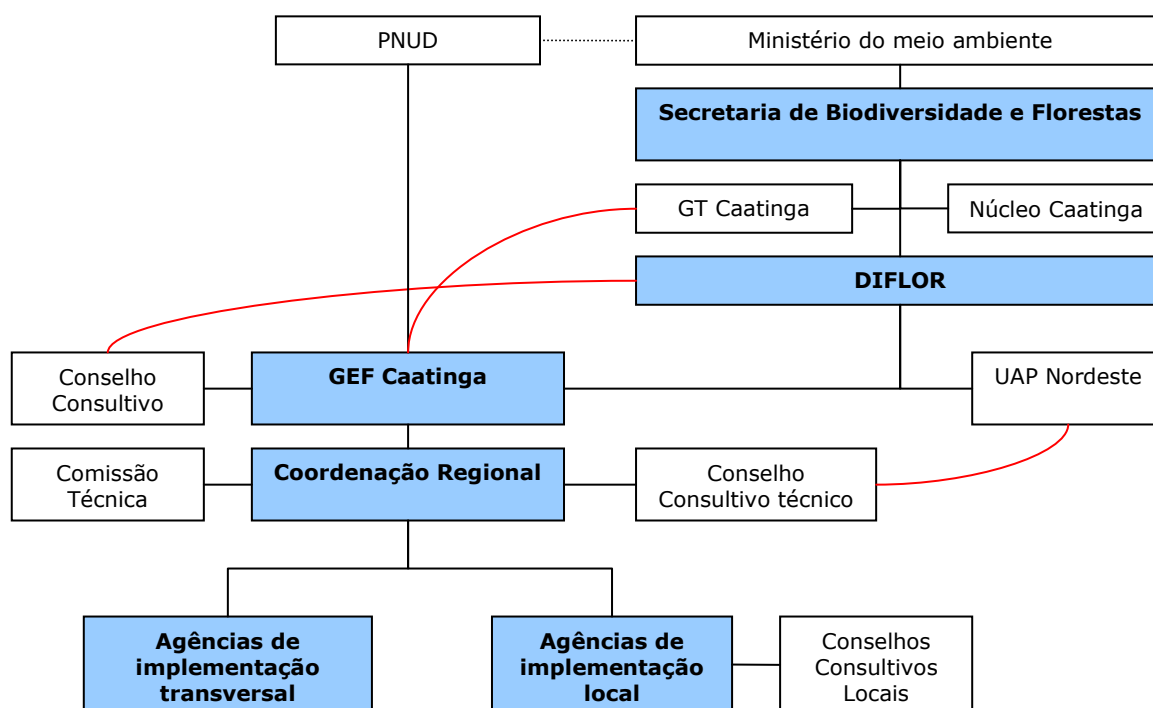 PNUD
Ministério do meio ambiente
Secretaria de Biodiversidade e Florestas
GT Caatinga
Núcleo Caatinga
DIFLOR
Conselho
Consultivo
GEF Caatinga
UAP Nordeste
Comissão
Técnica
Coordenação Regional
Conselho
Consultivo técnico
Agências de
implementação
transversal
Agências de
implementação
local
Conselhos
Consultivos
Locais